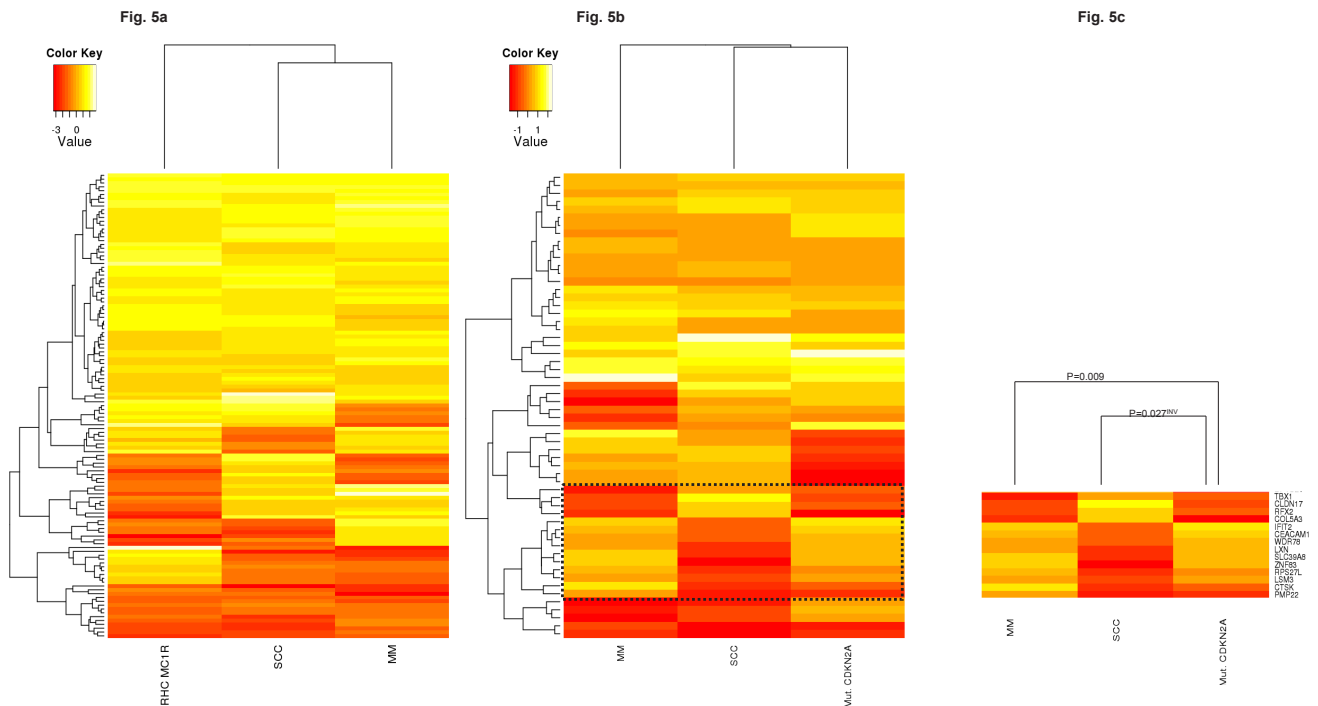 Fig. 5a
Fig. 5b
Fig. 5c
Color Key
-3 0
Value
RHC MC1R
SCC
MM
Color Key
-1 1
Value
MM
SCC
Mut. CDKN2A
P=0.009
P=0.027INV
TBX1
CLDN17
RFX2
COL5A3
IFIT2
CEACAM1
WDR78
LXN
SLC39A8
ZNF83
RPS27L
LSM3
CTSK
PMP22
MM
SCC
Mut. CDKN2A